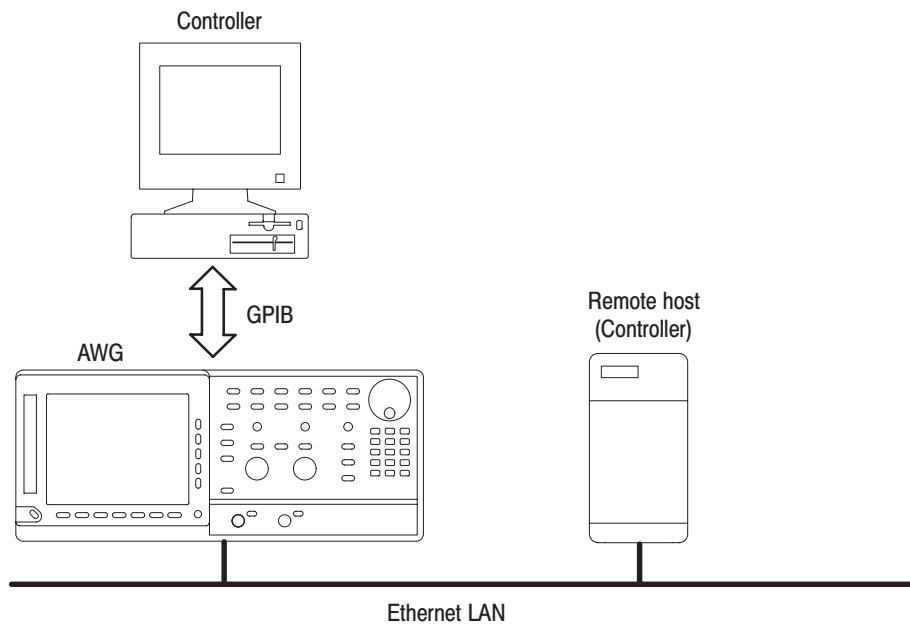 Controller
GPIB
AWG
Remote host
(Controller)
Ethernet LAN